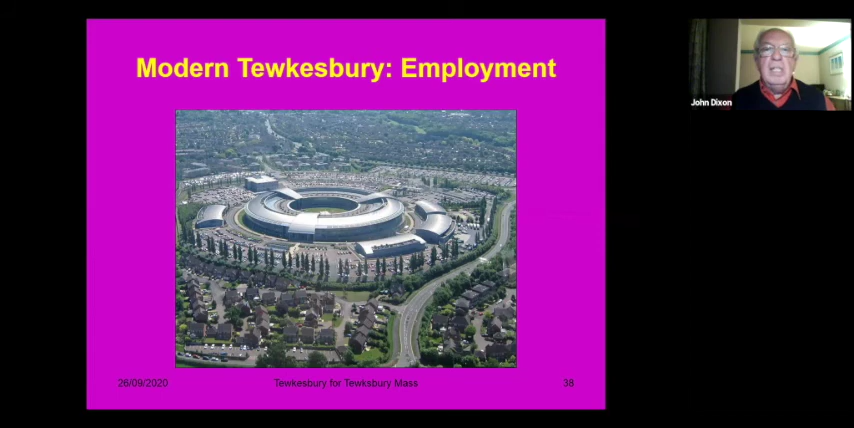 Modern Tewkesbury: Employment
John Dixon
26/09/2020
Tewkesbury for Tewksbury Mass
38